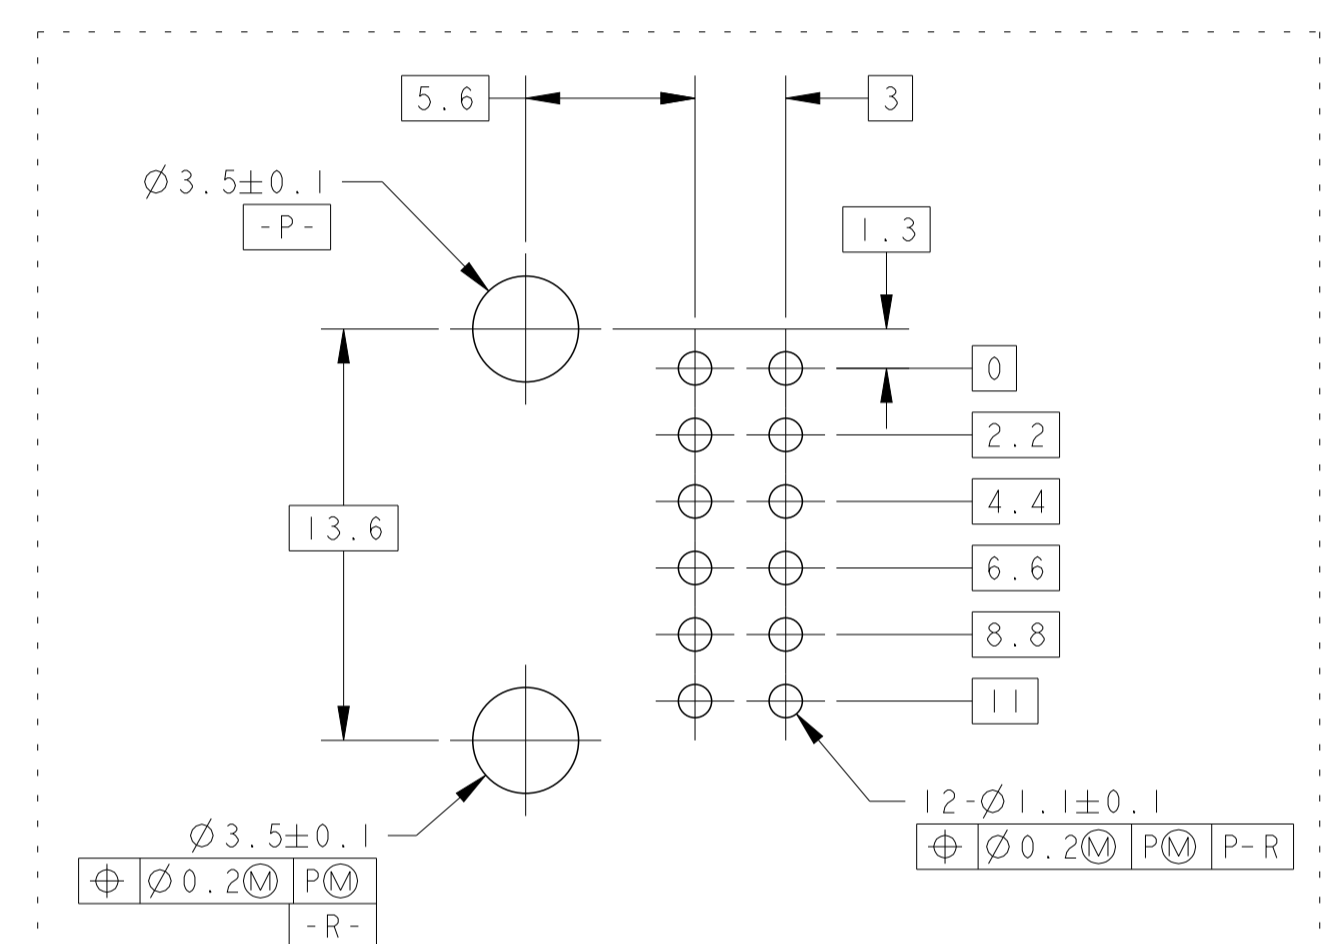 5.6
3
Ø3.5±0.1
-P-
1.3
0
2.2
4.4
13.6
6.6
8.8
11
12-Ø1.1±0.1
⌖ Ø0.2Ⓜ PⓂ P-R
Ø3.5±0.1
⌖ Ø0.2Ⓜ PⓂ
-R-